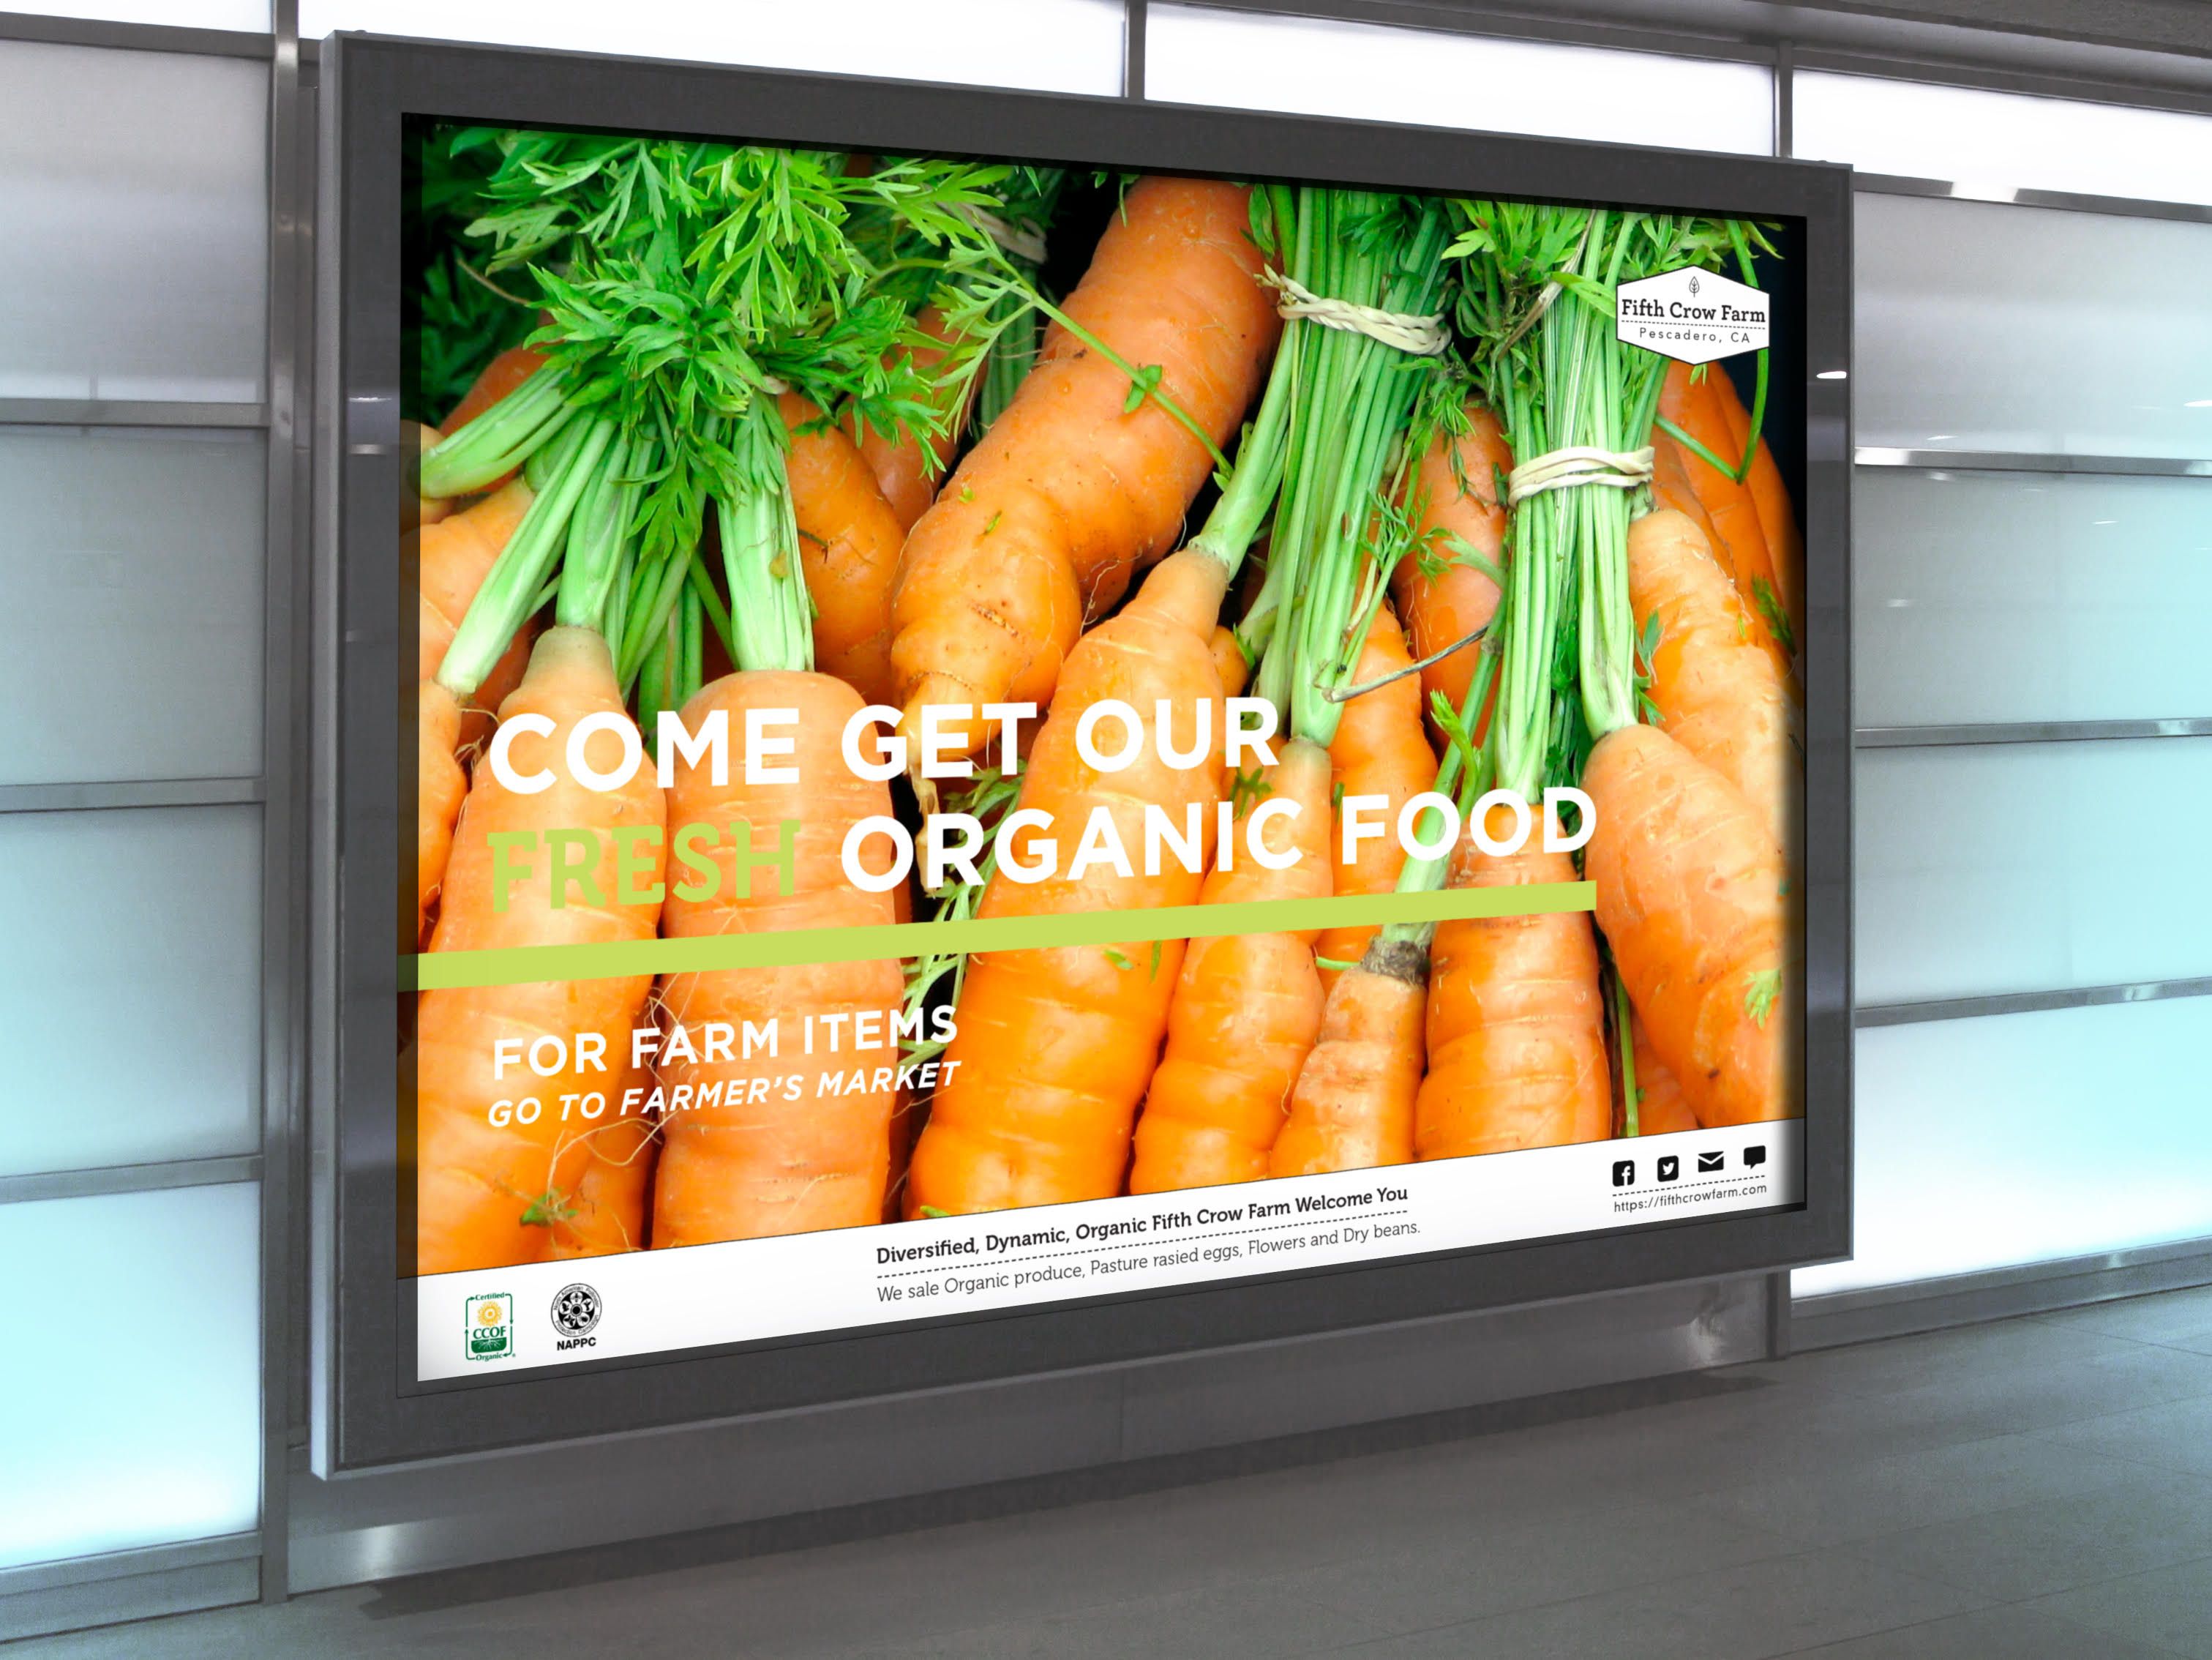 Fifth Crow Farm
Pescadero, CA
COME GET OUR
FRESH ORGANIC FOOD
FOR FARM ITEMS
GO TO FARMER'S MARKET
Diversified, Dynamic, Organic Fifth Crow Farm Welcome You
We sale Organic produce, Pasture rasied eggs, Flowers and Dry beans.
https://fifthcrowfarm.com
Certified
CCOF
Organic
NAPPC